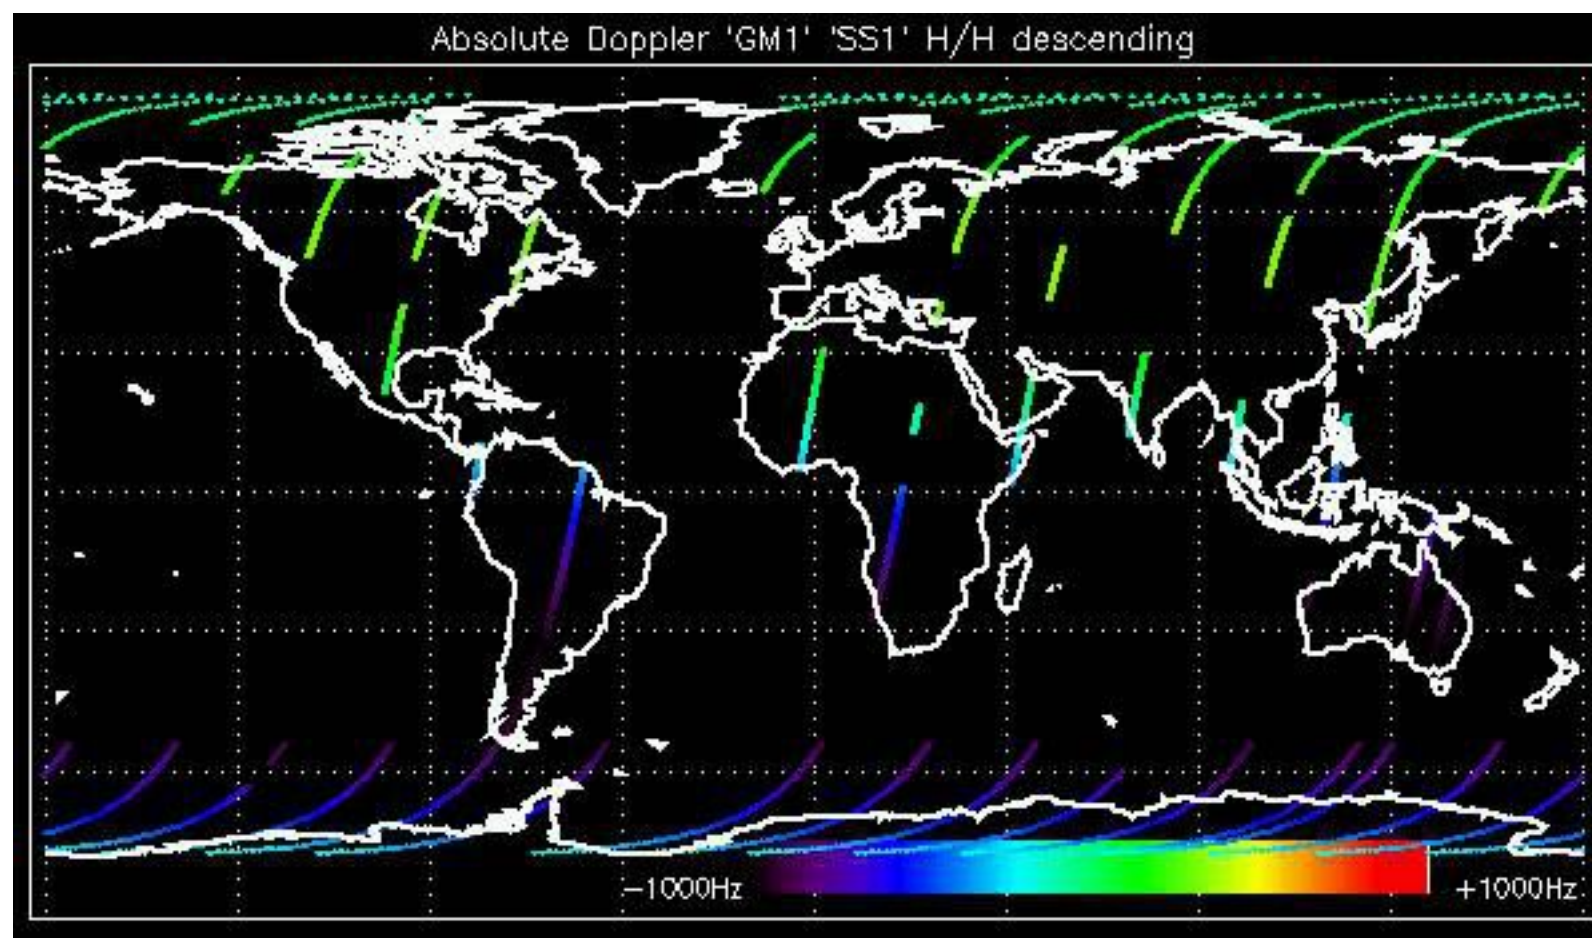 Absolute Doppler 'GM1' 'SS1' H/H descending
-1000Hz +1000Hz